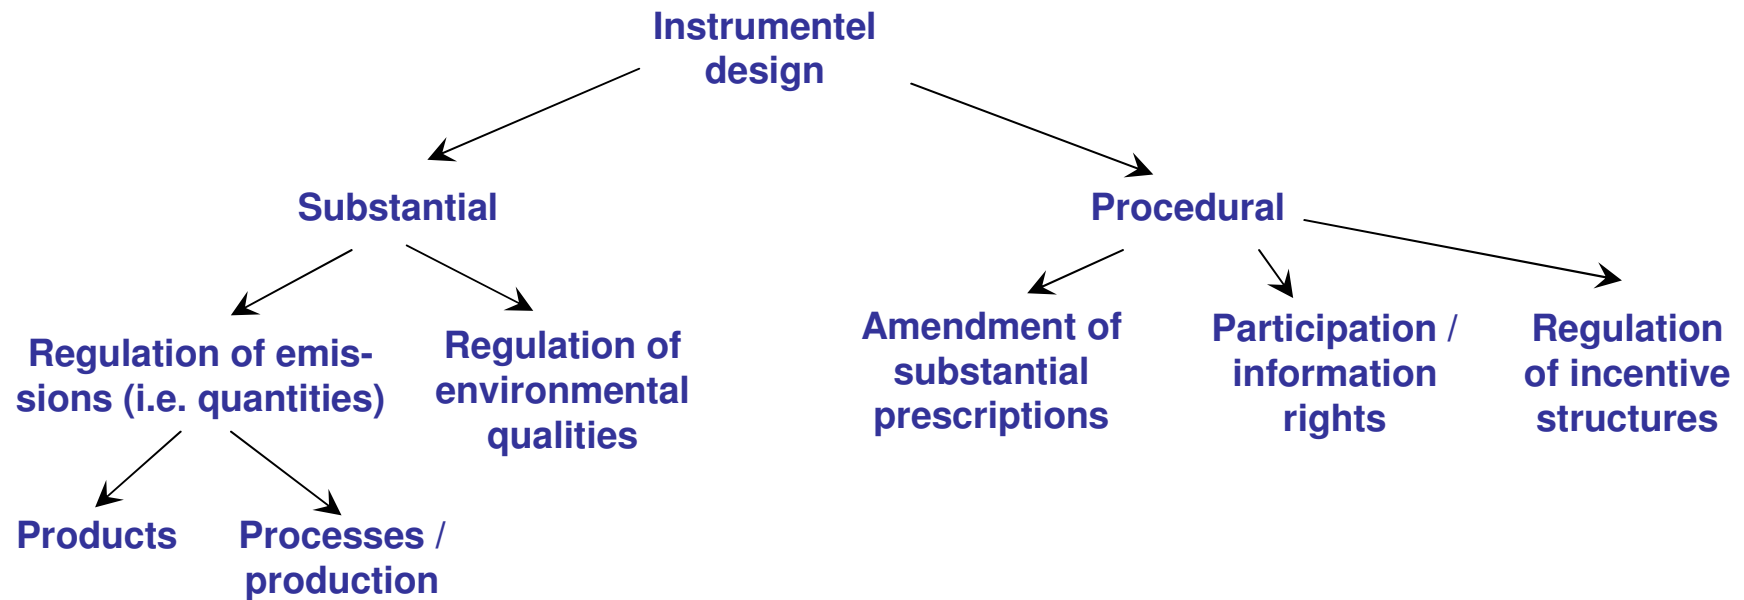 Instrumentel
design
Substantial
Procedural
Regulation of emis-
sions (i.e. quantities)
Regulation of
environmental
qualities
Amendment of
substantial
prescriptions
Participation /
information
rights
Regulation
of incentive
structures
Products
Processes /
production